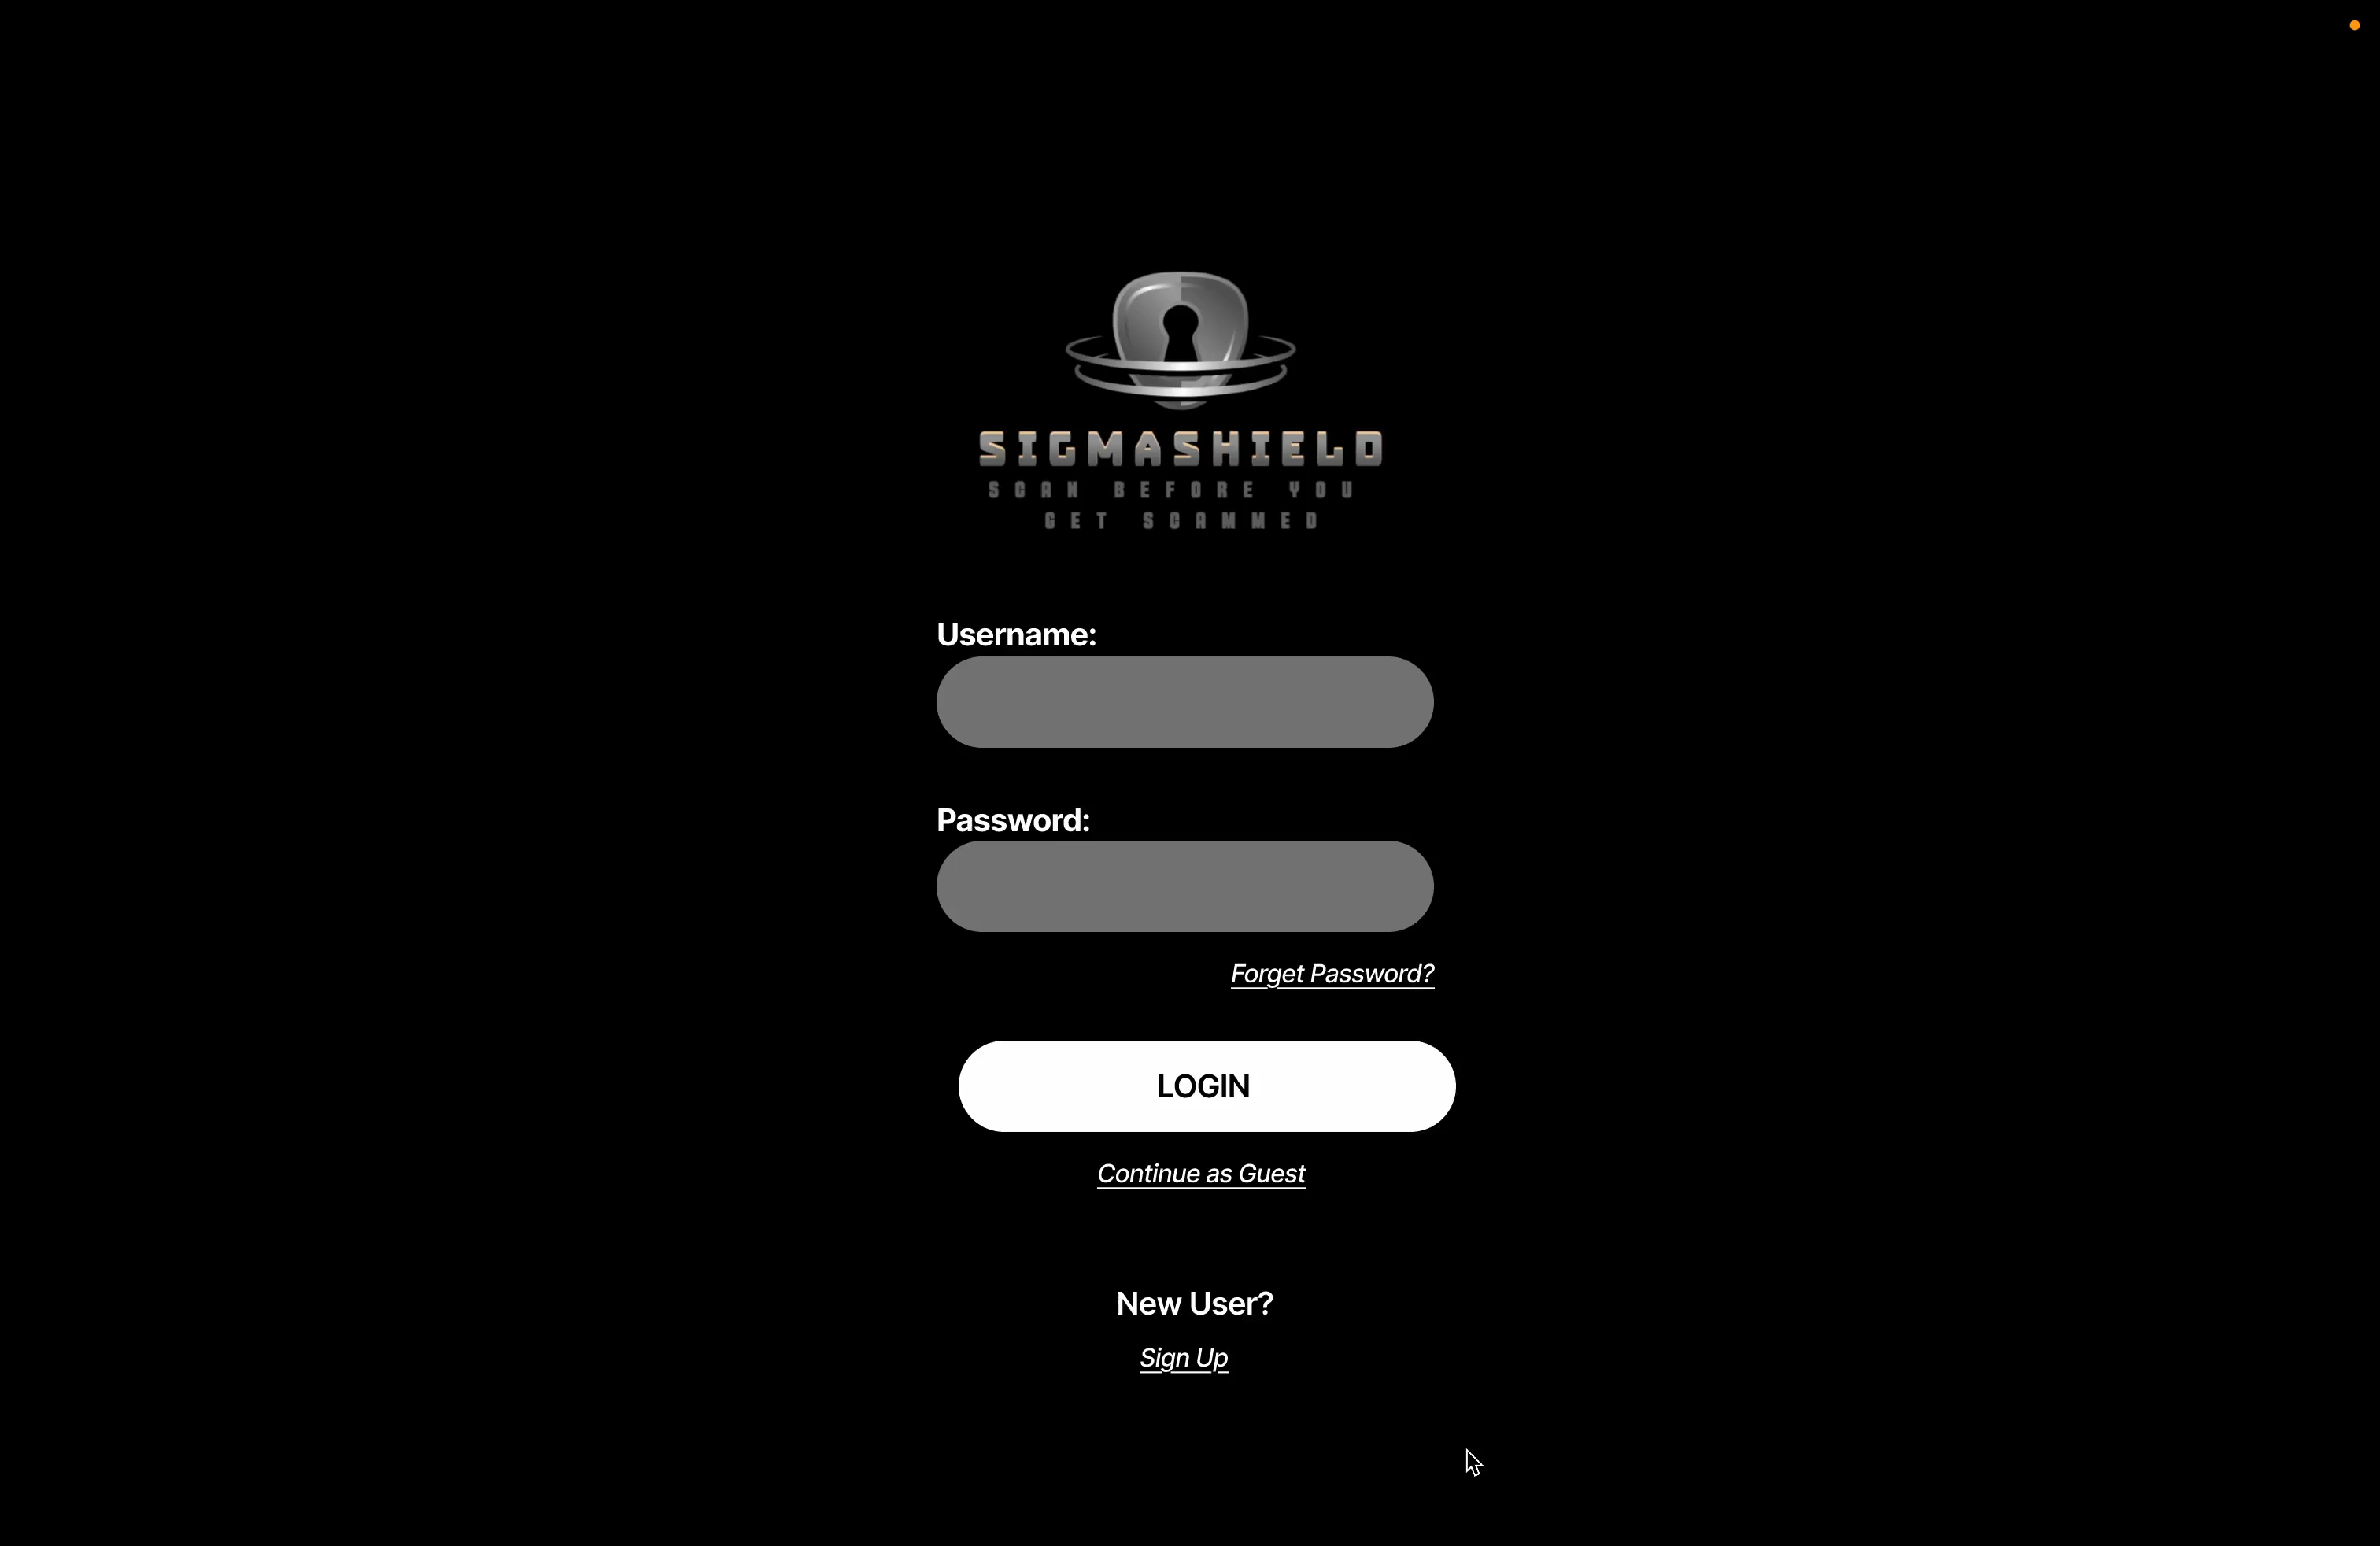 SIGMASHIELD
SCAN BEFORE YOU
GET SCAMMED
Username:
Password:
Forget Password?
LOGIN
Continue as Guest
New User?
Sign Up